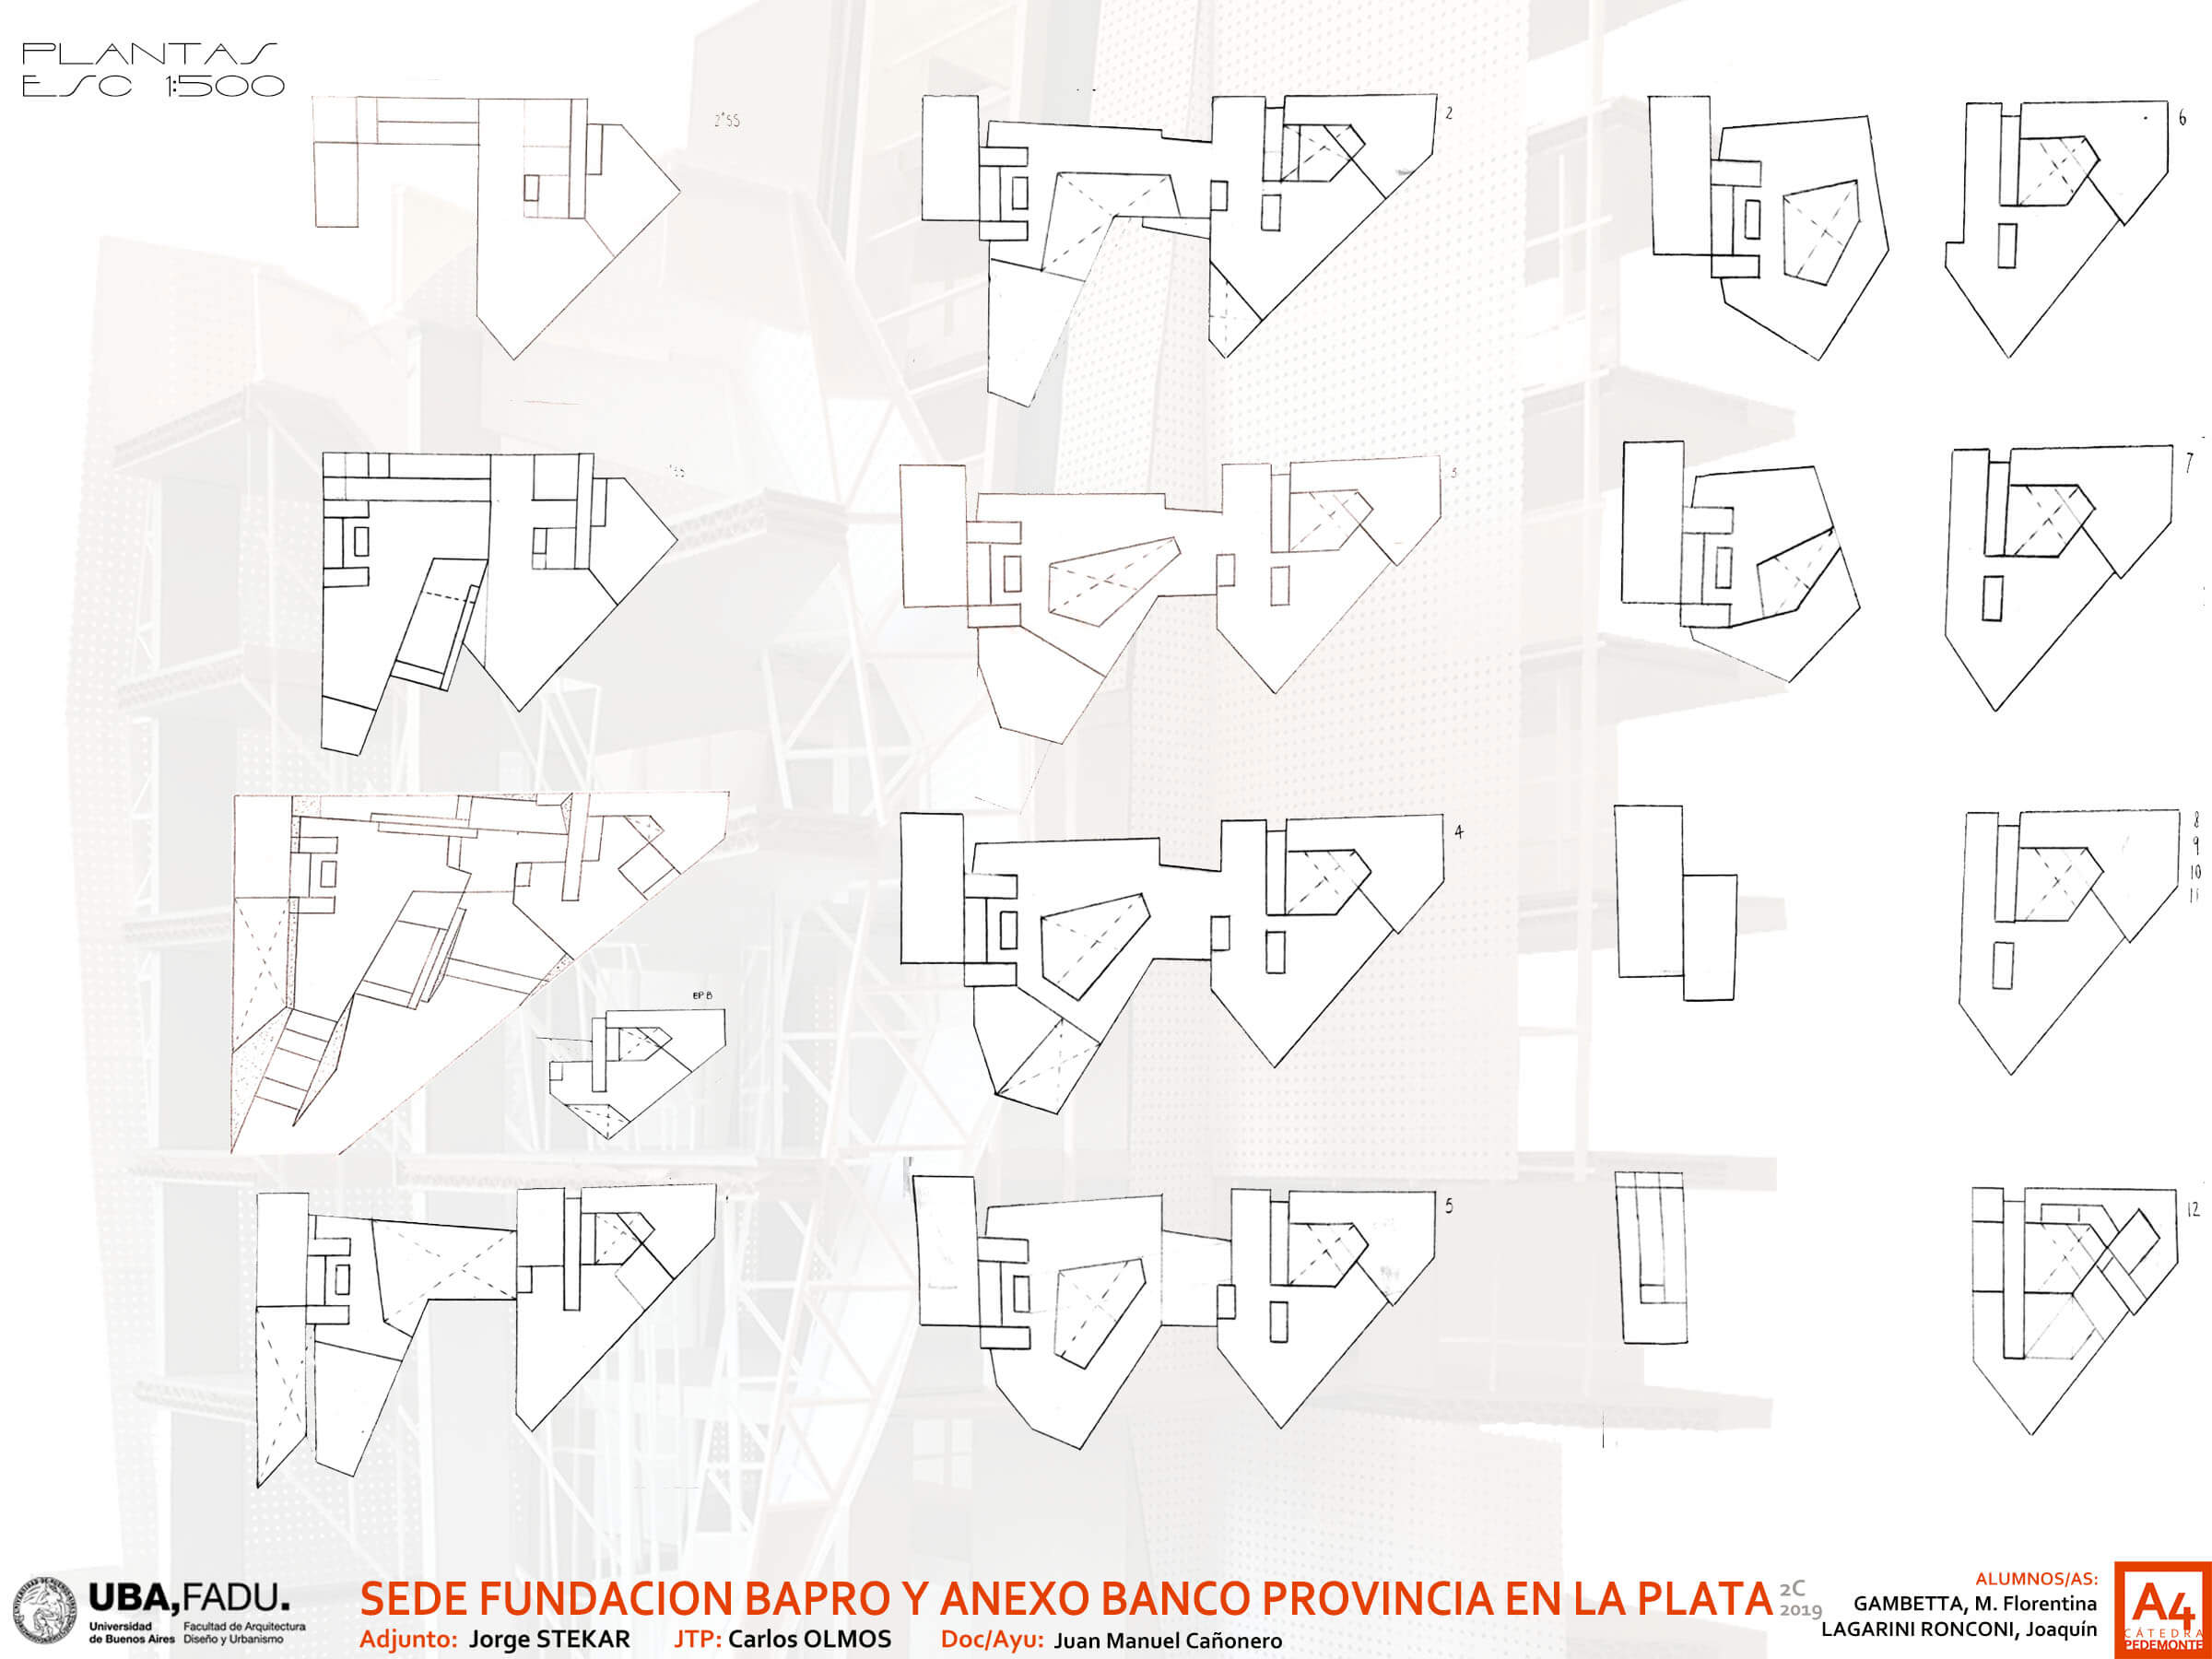 PLANTAS
ESC 1:500
2°SS
2
6
3
7
4
8
9
10
11
EP B
5
12
UBA,FADU.
Universidad de Buenos Aires
Facultad de Arquitectura Diseño y Urbanismo
SEDE FUNDACION BAPRO Y ANEXO BANCO PROVINCIA EN LA PLATA
2C
2019
Adjunto: Jorge STEKAR JTP: Carlos OLMOS Doc/Ayu: Juan Manuel Cañonero
ALUMNOS/AS:
GAMBETTA, M. Florentina
LAGARINI RONCONI, Joaquín
A4
CÁTEDRA
PEDEMONTE